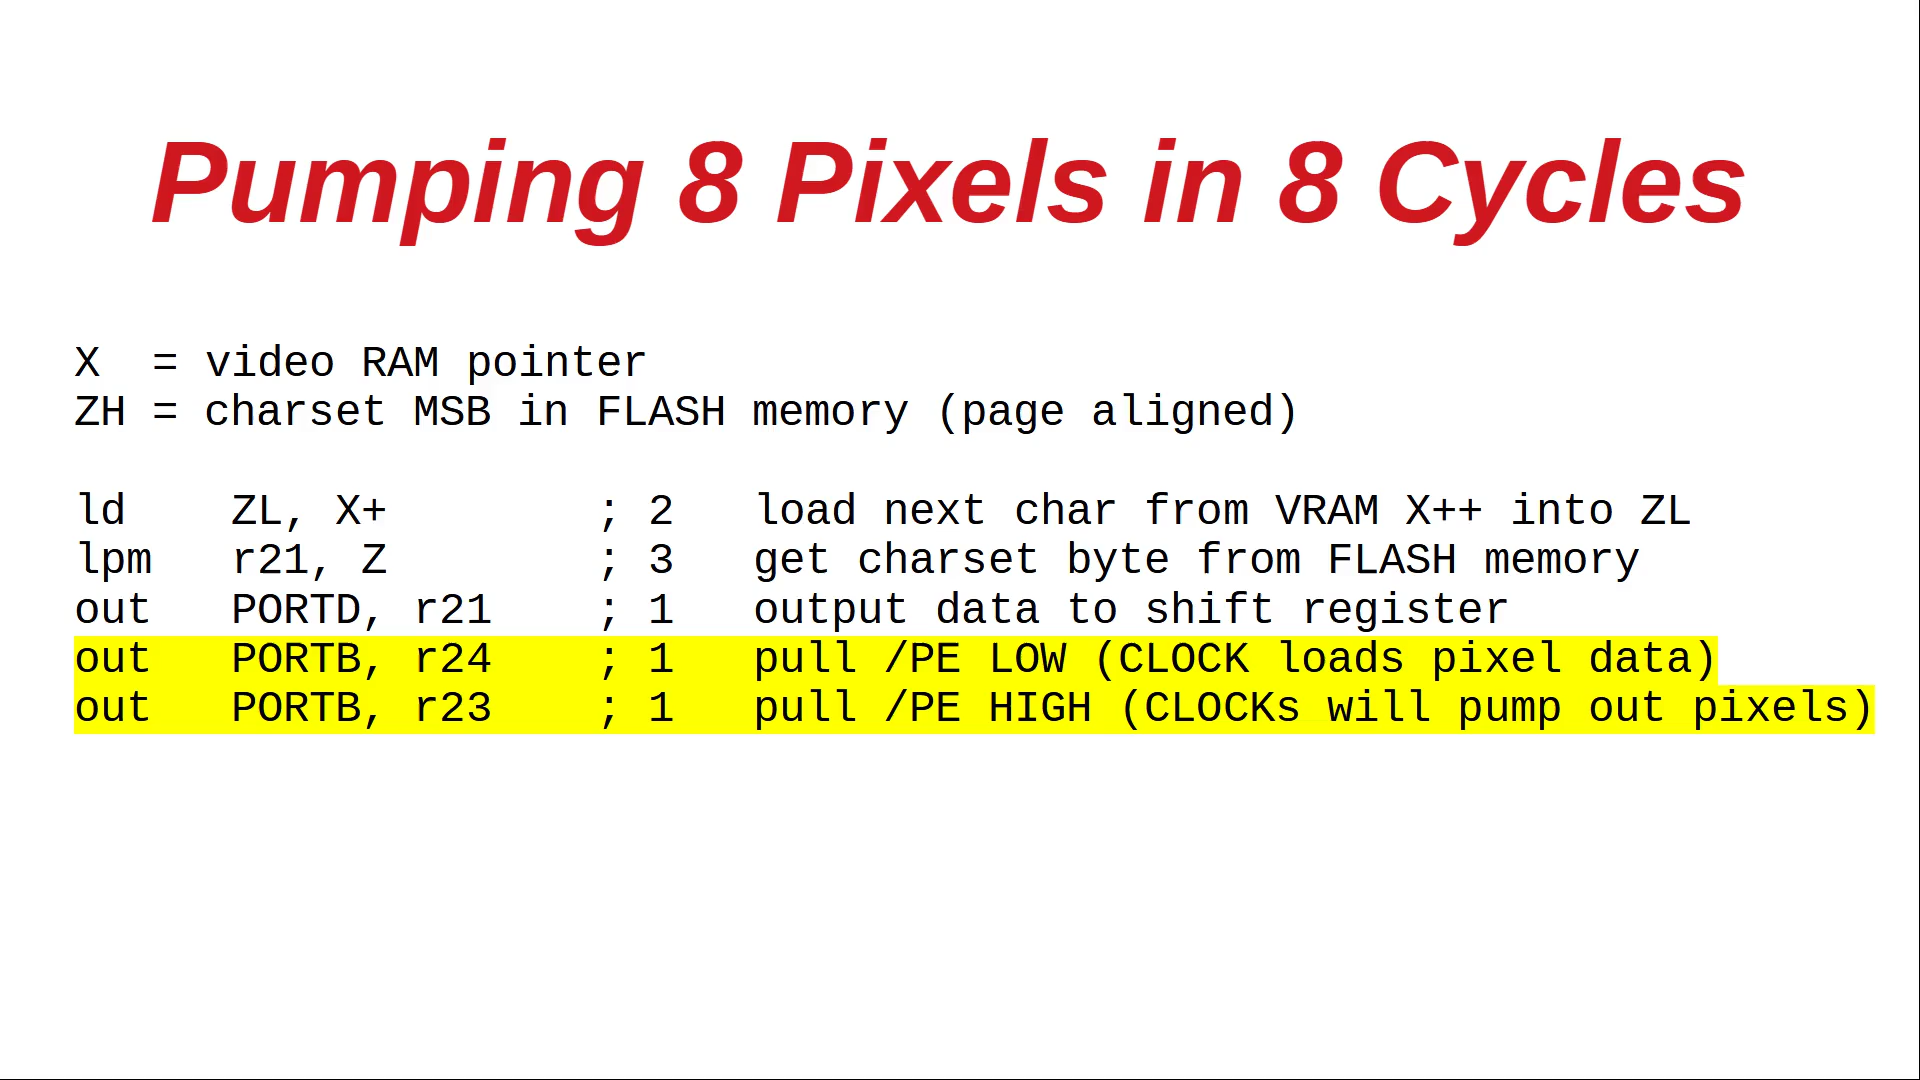 Pumping 8 Pixels in 8 Cycles
X  = video RAM pointer
ZH = charset MSB in FLASH memory (page aligned)
ld    ZL, X+        ; 2   load next char from VRAM X++ into ZL
lpm   r21, Z        ; 3   get charset byte from FLASH memory
out   PORTD, r21    ; 1   output data to shift register
out   PORTB, r24    ; 1   pull /PE LOW (CLOCK loads pixel data)
out   PORTB, r23    ; 1   pull /PE HIGH (CLOCKs will pump out pixels)